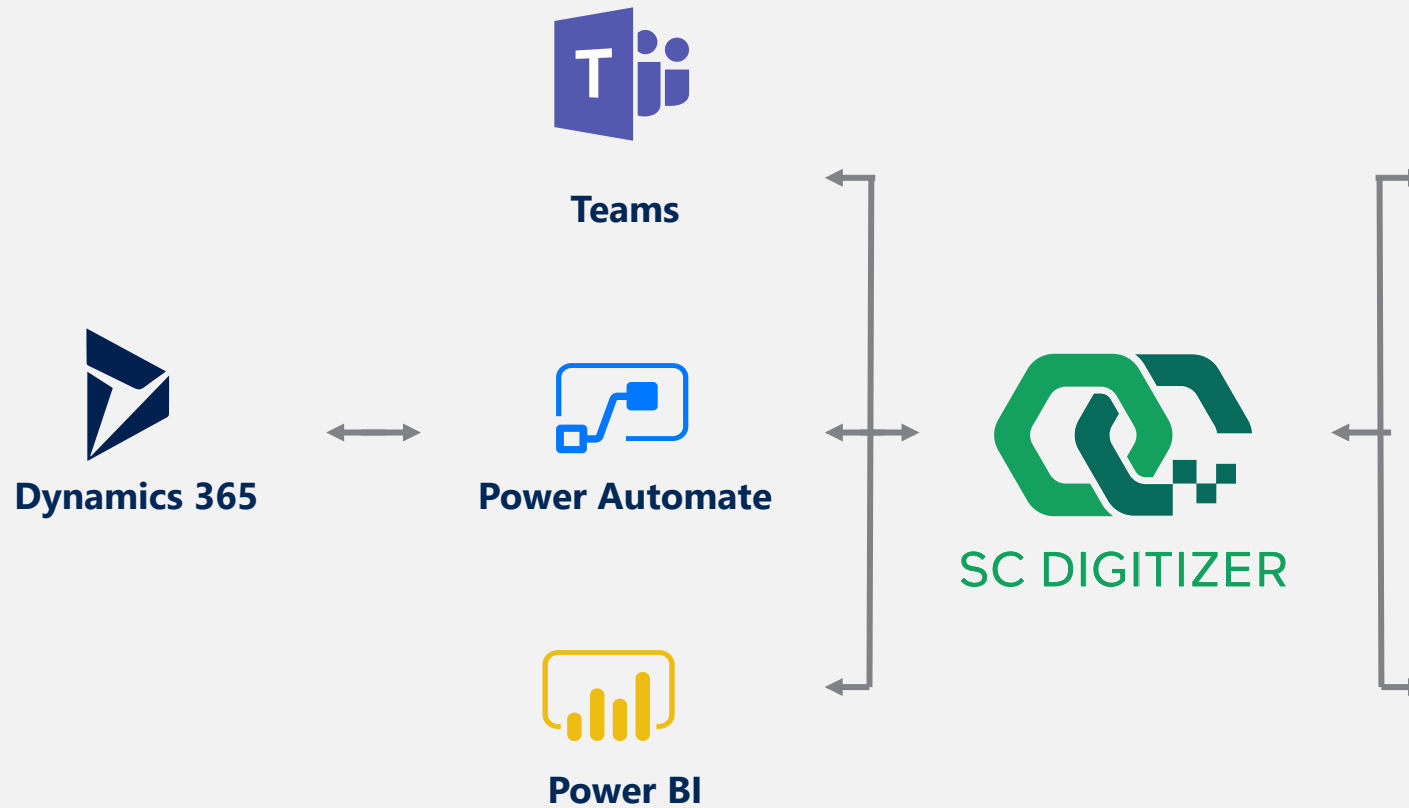 T
Teams
Dynamics 365
Power Automate
SC DIGITIZER
Power BI